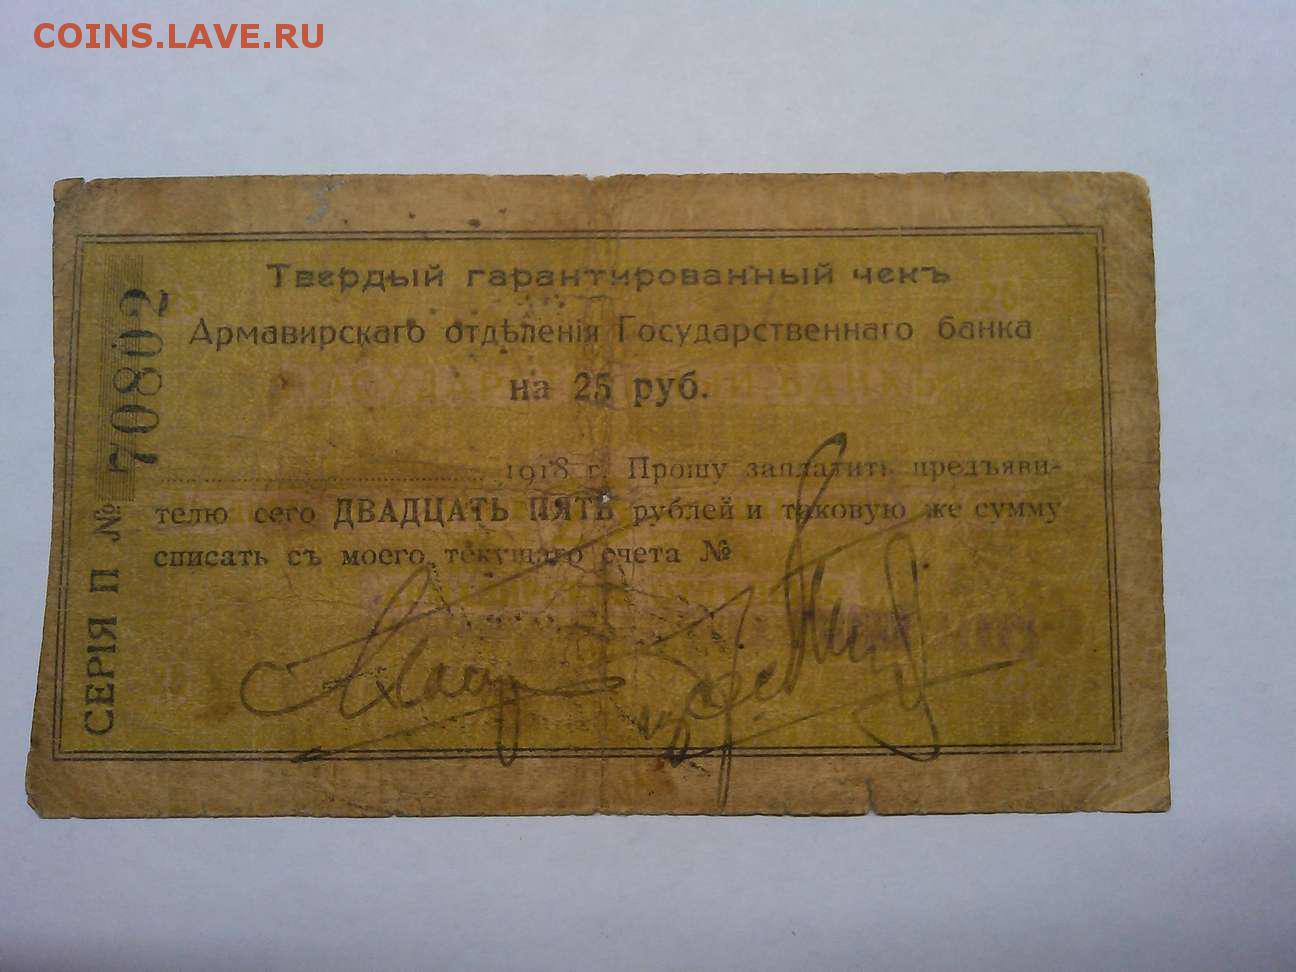 COINS.LAVE.RU
Твердый гарантированный чекъ
Армавирскаго отдѣленія Государственнаго банка
на 25 руб.
1918 г. Прошу заплатить предъяви-
телю сего ДВАДЦАТЬ ПЯТЬ рублей и таковую же сумму
списать съ моего текущаго счета №
СЕРІЯ П № 70802